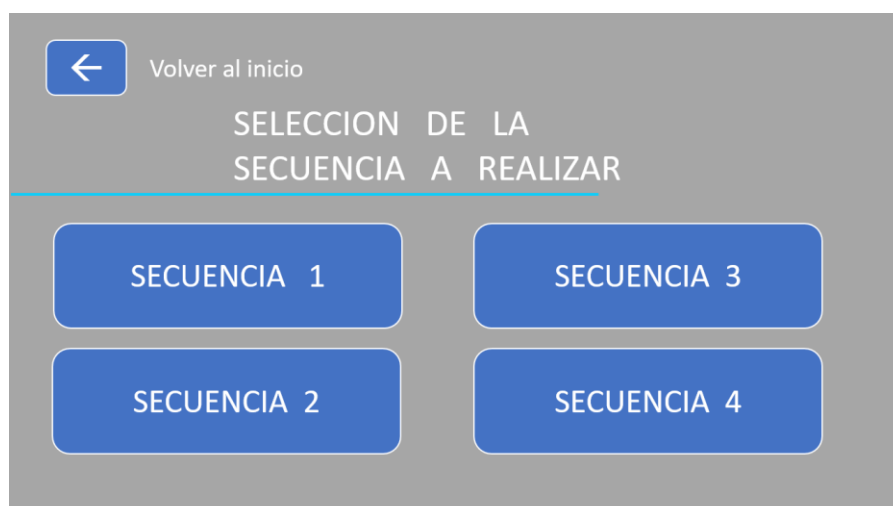 Volver al inicio
SELECCION DE LA
SECUENCIA A REALIZAR
SECUENCIA 1
SECUENCIA 3
SECUENCIA 2
SECUENCIA 4